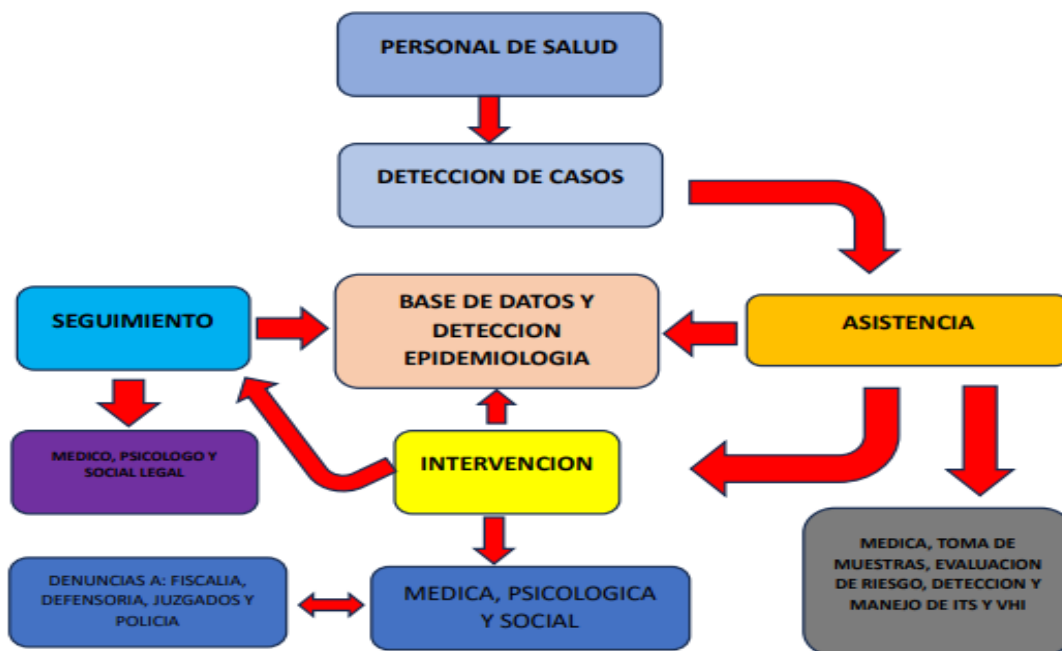 PERSONAL DE SALUD
DETECCION DE CASOS
SEGUIMIENTO
BASE DE DATOS Y
DETECCION
EPIDEMIOLOGIA
ASISTENCIA
MEDICO, PSICOLOGO Y
SOCIAL LEGAL
INTERVENCION
DENUNCIAS A: FISCALIA,
DEFENSORIA, JUZGADOS Y
POLICIA
MEDICA, PSICOLOGICA
Y SOCIAL
MEDICA, TOMA DE
MUESTRAS, EVALUACION
DE RIESGO, DETECCION Y
MANEJO DE ITS Y VHI